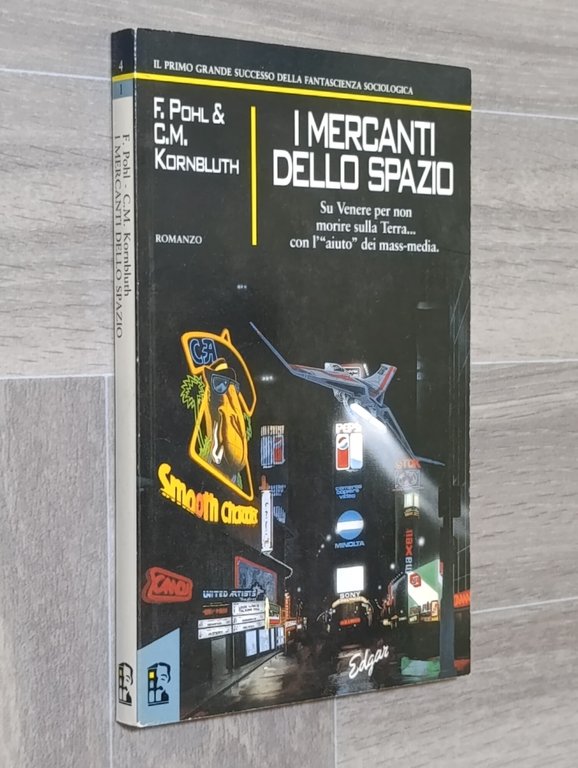 4
1
F. Pohl - C.M. Kornbluth
I MERCANTI DELLO SPAZIO
IL PRIMO GRANDE SUCCESSO DELLA FANTASCIENZA SOCIOLOGICA
F. POHL &
C.M.
KORNBLUTH
ROMANZO
I MERCANTI
DELLO SPAZIO
Su Venere per non
morire sulla Terra...
con l'"aiuto" dei mass-media.
PEPSI
MINOLTA
TDK
Smooth
UNITED ARTISTS
SONY
Edgar